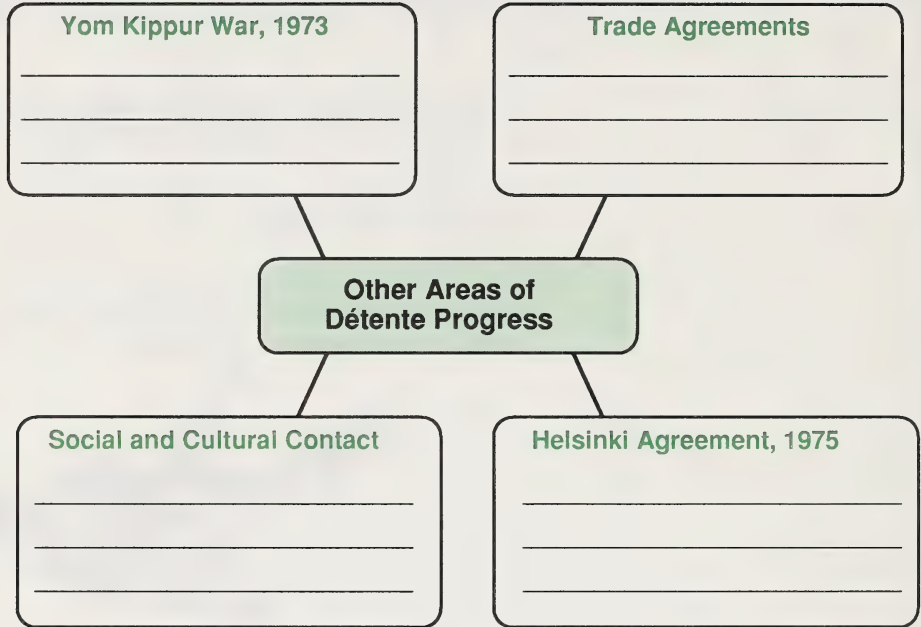 Yom Kippur War, 1973
Trade Agreements
Other Areas of
Détente Progress
Social and Cultural Contact
Helsinki Agreement, 1975